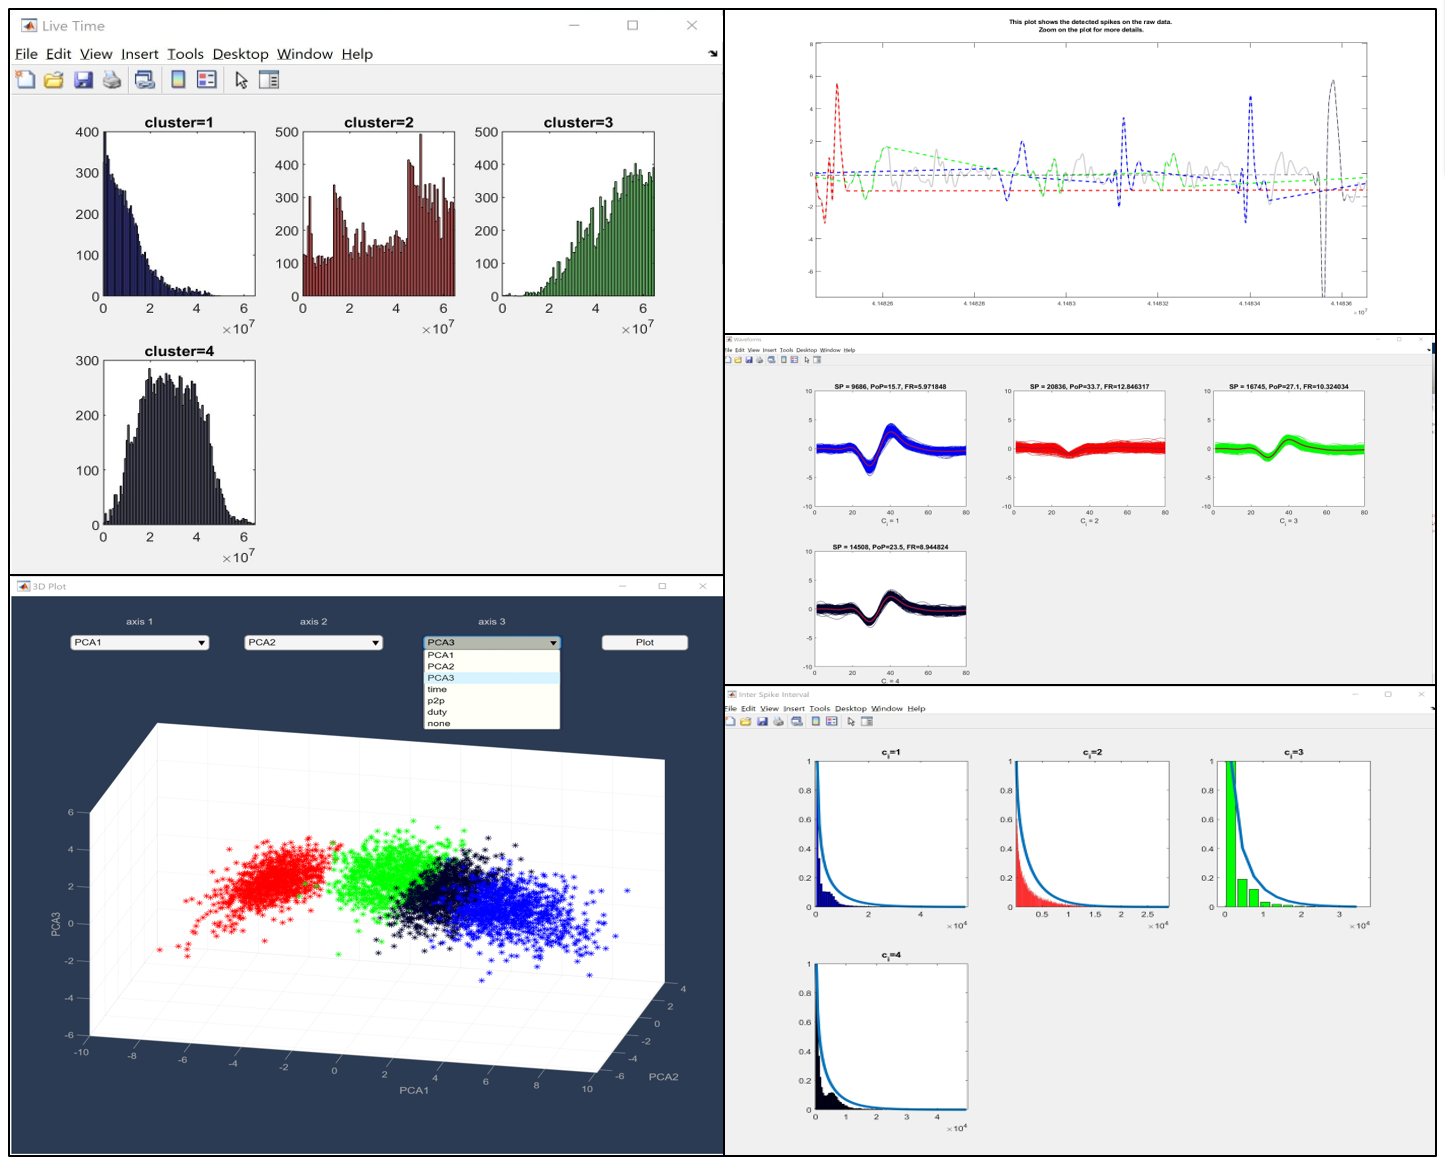 Live Time
File Edit View Insert Tools Desktop Window Help
cluster=1
400
300
200
100
0
0 2 4 6
×10^7
cluster=2
500
400
300
200
100
0
0 2 4 6
×10^7
cluster=3
500
400
300
200
100
0
0 2 4 6
×10^7
cluster=4
300
200
100
0
0 2 4 6
×10^7
This plot shows the detected spikes on the raw data.
Zoom on the plot for more details.
8
6
4
2
0
-2
-4
-6
4.14826 4.14828 4.1483 4.14832 4.14834 4.14836
×10^7
Waveforms
File Edit View Insert Tools Desktop Window Help
SP = 9686, PoP=15.7, FR=5.971848
10
5
0
-5
-10
0 20 40 60 80
C_i = 1
SP = 20836, PoP=33.7, FR=12.846317
10
5
0
-5
-10
0 20 40 60 80
C_i = 2
SP = 16745, PoP=27.1, FR=10.324034
10
5
0
-5
-10
0 20 40 60 80
C_i = 3
SP = 14508, PoP=23.5, FR=8.944824
10
5
0
-5
-10
0 20 40 60 80
C_i = 4
3D Plot
axis 1 axis 2 axis 3
PCA1 PCA2 PCA3 Plot
PCA1
PCA2
PCA3
time
p2p
duty
none
6
4
2
0
-2
-4
-6
PCA3
-10 -8 -6 -4 -2 0 2 4 6 8 10
PCA1
4
2
0
-2
-4
-6
PCA2
Inter Spike Interval
File Edit View Insert Tools Desktop Window Help
c_ij=1
1
0.8
0.6
0.4
0.2
0
0 2 4
×10^4
c_ij=2
1
0.8
0.6
0.4
0.2
0
0.5 1 1.5 2 2.5
×10^6
c_ij=3
1
0.8
0.6
0.4
0.2
0
0 1 2 3
×10^4
c_ij=4
1
0.8
0.6
0.4
0.2
0
0 1 2 3 4
×10^4